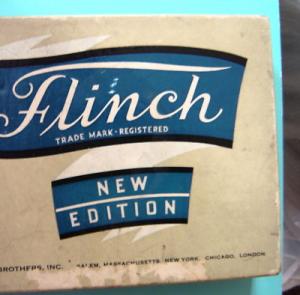 Flinch
TRADE MARK · REGISTERED
NEW
EDITION
BROTHERS, INC. SALEM, MASSACHUSETTS, NEW YORK, CHICAGO, LONDON